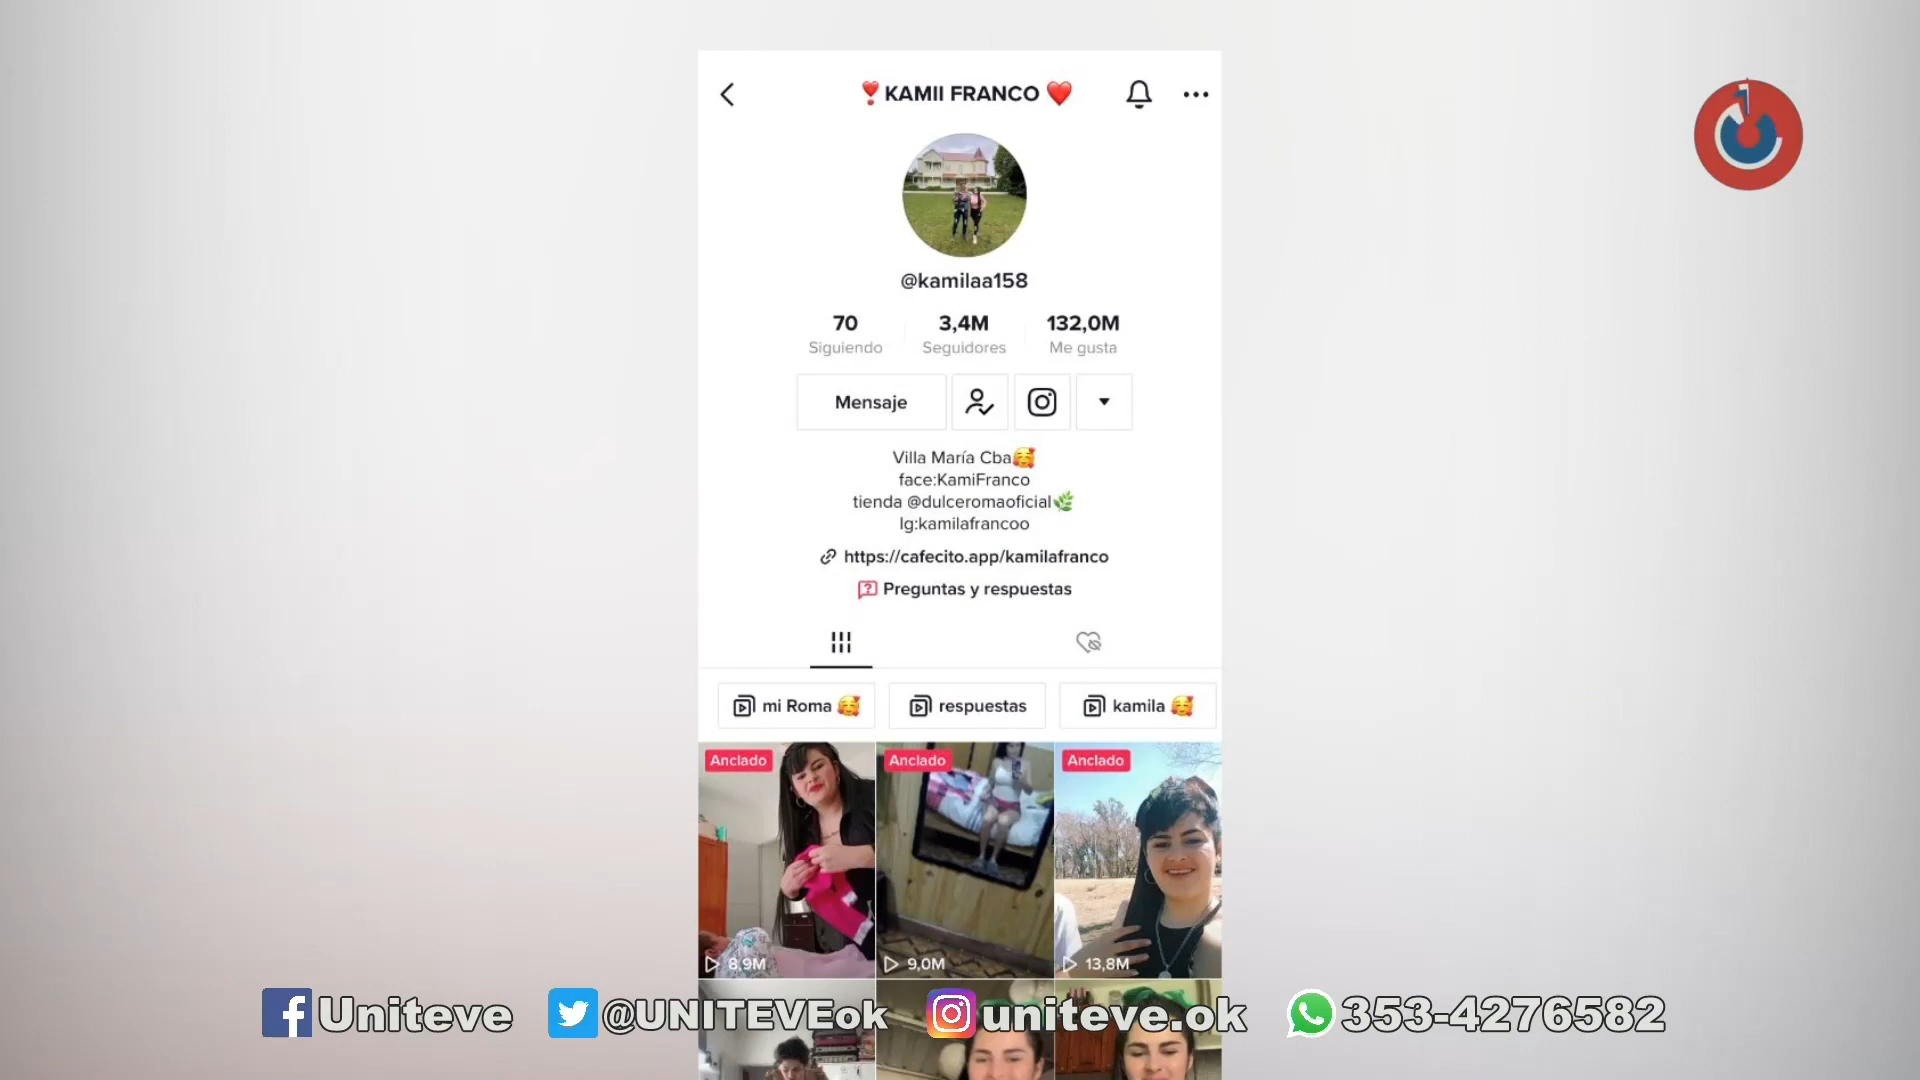 ❣️KAMII FRANCO ❤️
@kamilaa158
70 3,4M 132,0M
Siguiendo Seguidores Me gusta
Mensaje
Villa María Cba🥰
face:KamiFranco
tienda @dulceromaoficial🌿
Ig:kamilafrancoo
https://cafecito.app/kamilafranco
Preguntas y respuestas
mi Roma 🥰 respuestas kamila 🥰
Anclado Anclado Anclado
8,9M 9,0M 13,8M
Uniteve @UNITEVEok uniteve.ok 353-4276582